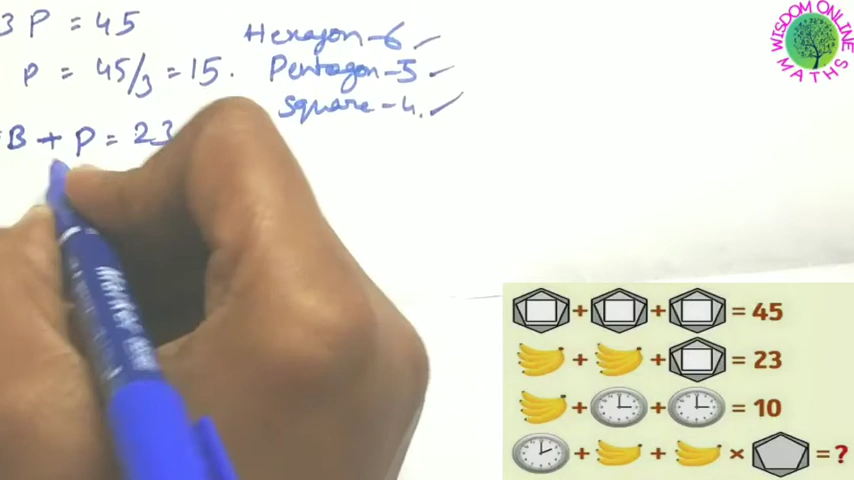 3 P = 45
P = 45/3 = 15.
B + P = 23
Hexagon - 6
Pentagon - 5
Square - 4.
WISDOM ONLINE
MATHS
+ + = 45
+ + = 23
+ + = 10
+ + × = ?